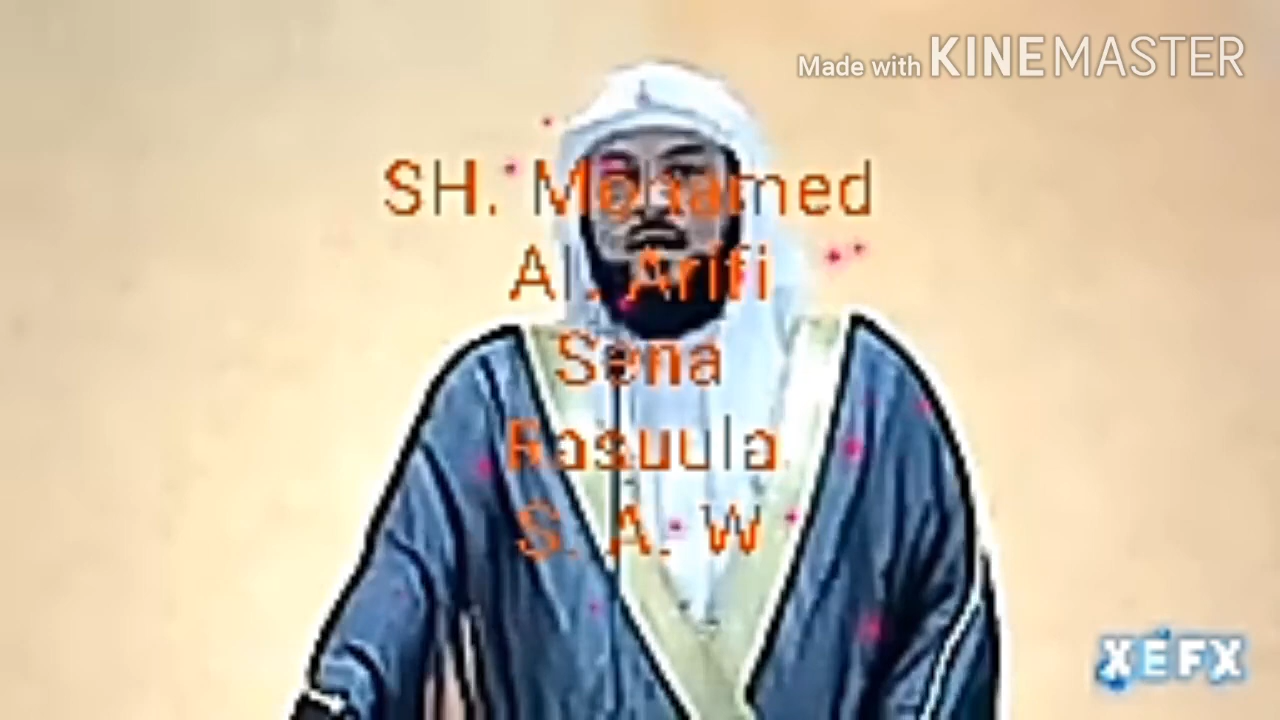 Made with KINEMASTER
SH. Mohamed
Al. Arifi
Sena
Rasuula
S. A. W
XEFX